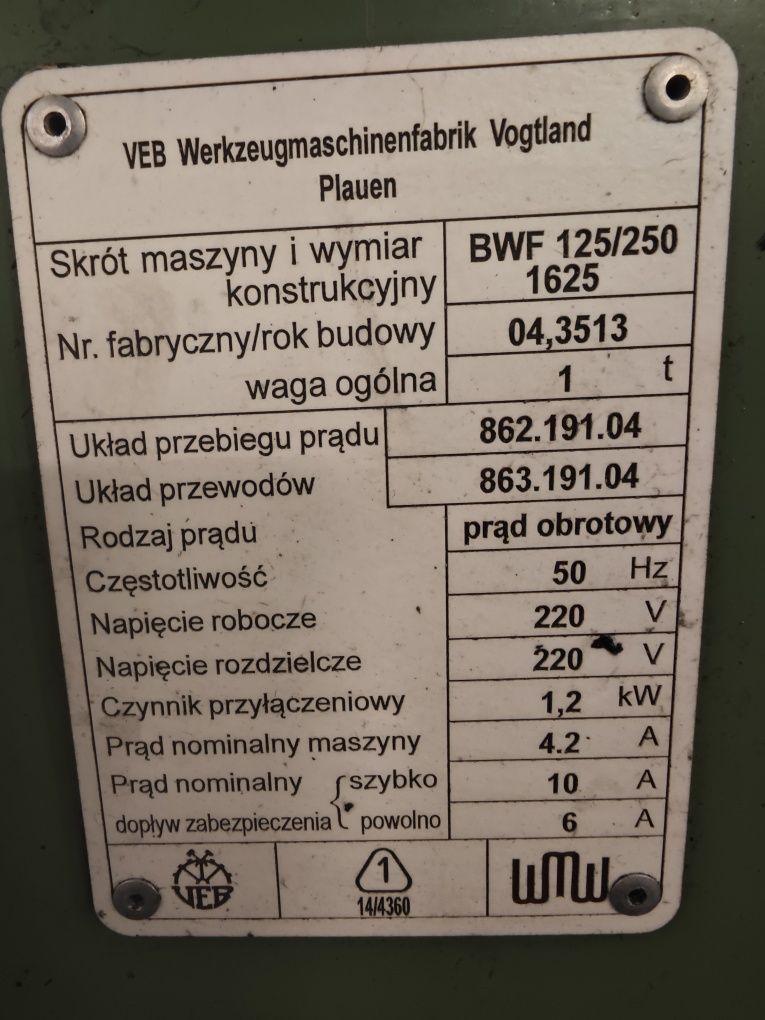 VEB Werkzeugmaschinenfabrik Vogtland
Plauen
Skrót maszyny i wymiar konstrukcyjny
BWF 125/250
1625
Nr. fabryczny/rok budowy 04,3513
waga ogólna 1 t
Układ przebiegu prądu 862.191.04
Układ przewodów 863.191.04
Rodzaj prądu prąd obrotowy
Częstotliwość 50 Hz
Napięcie robocze 220 V
Napięcie rozdzielcze 220 V
Czynnik przyłączeniowy 1,2 kW
Prąd nominalny maszyny 4.2 A
Prąd nominalny szybko 10 A
dopływ zabezpieczenia powolno 6 A
VEB
1
14/4360
WMW